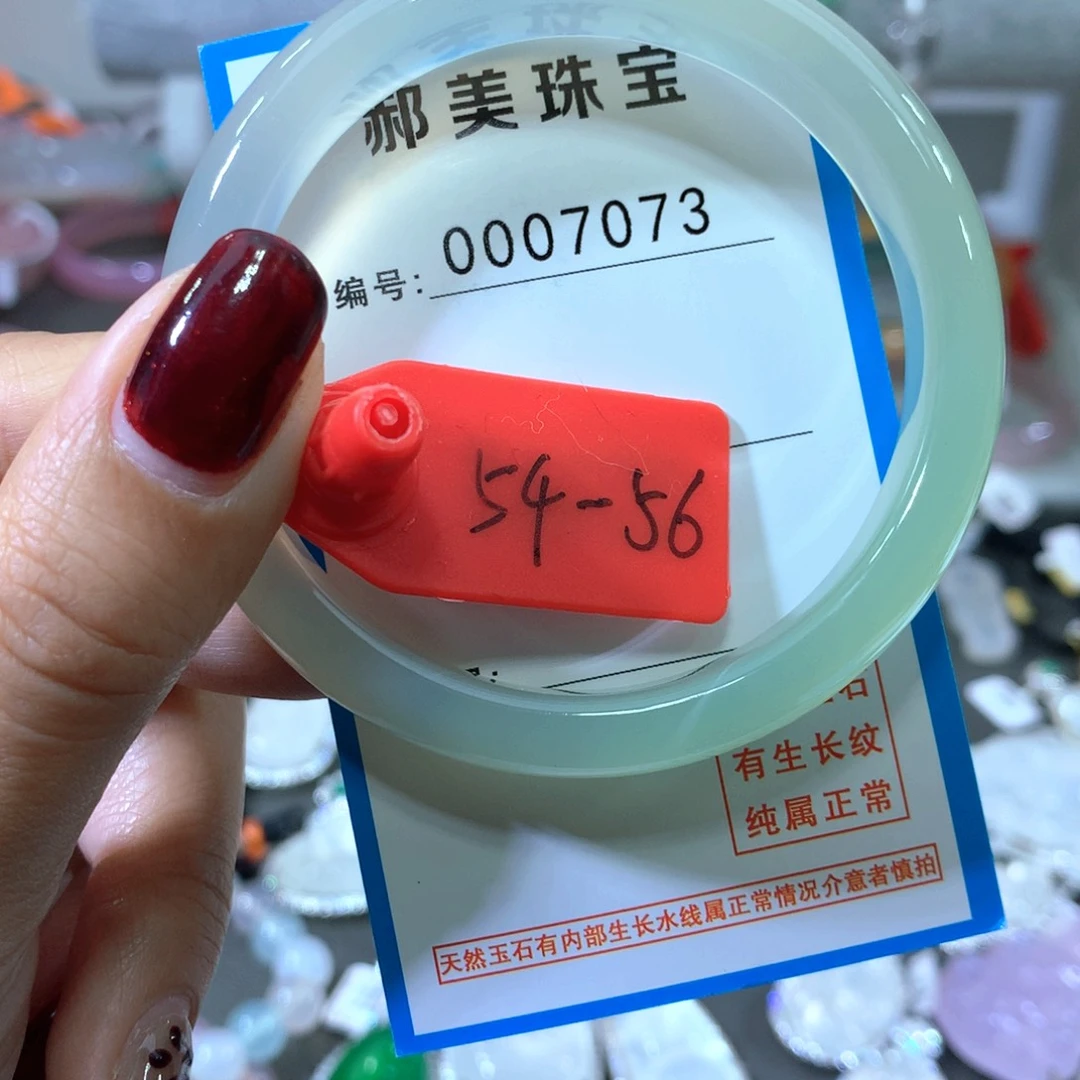 郝美珠宝
编号: 0007073
54-56
石
有生长纹
纯属正常
天然玉石有内部生长水线属正常情况介意者慎拍